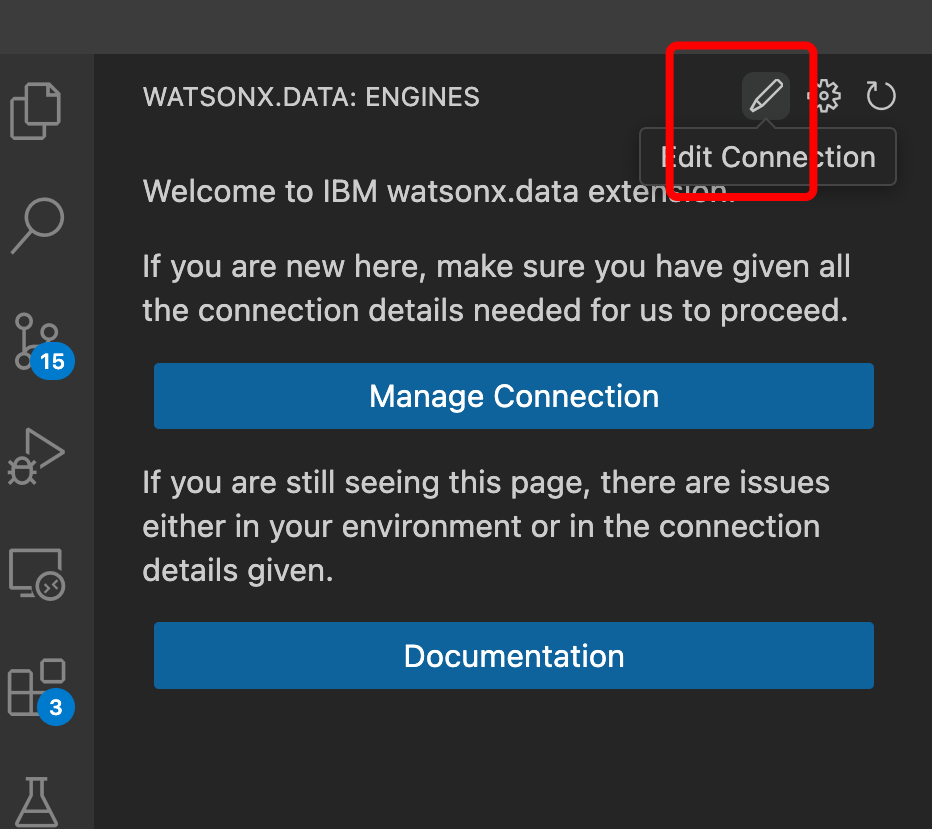 WATSONX.DATA: ENGINES
Edit Connection
Welcome to IBM watsonx.data extension.
If you are new here, make sure you have given all
the connection details needed for us to proceed.
15
Manage Connection
If you are still seeing this page, there are issues
either in your environment or in the connection
details given.
Documentation
3